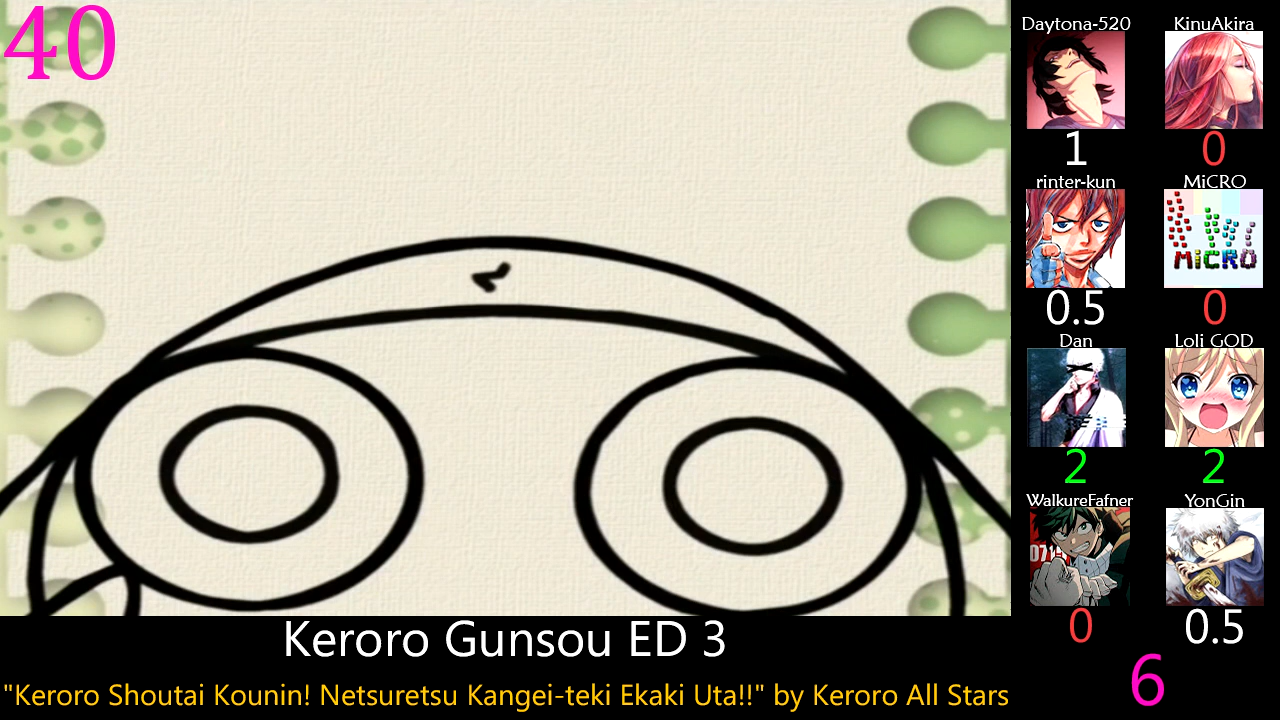 40
Daytona-520
KinuAkira
1
0
rinter-kun
MiCRO
MiCRO
0.5
0
Dan
Loli GOD
2
2
WalkureFafner
YonGin
071
0
0.5
Keroro Gunsou ED 3
6
"Keroro Shoutai Kounin! Netsuretsu Kangei-teki Ekaki Uta!!" by Keroro All Stars